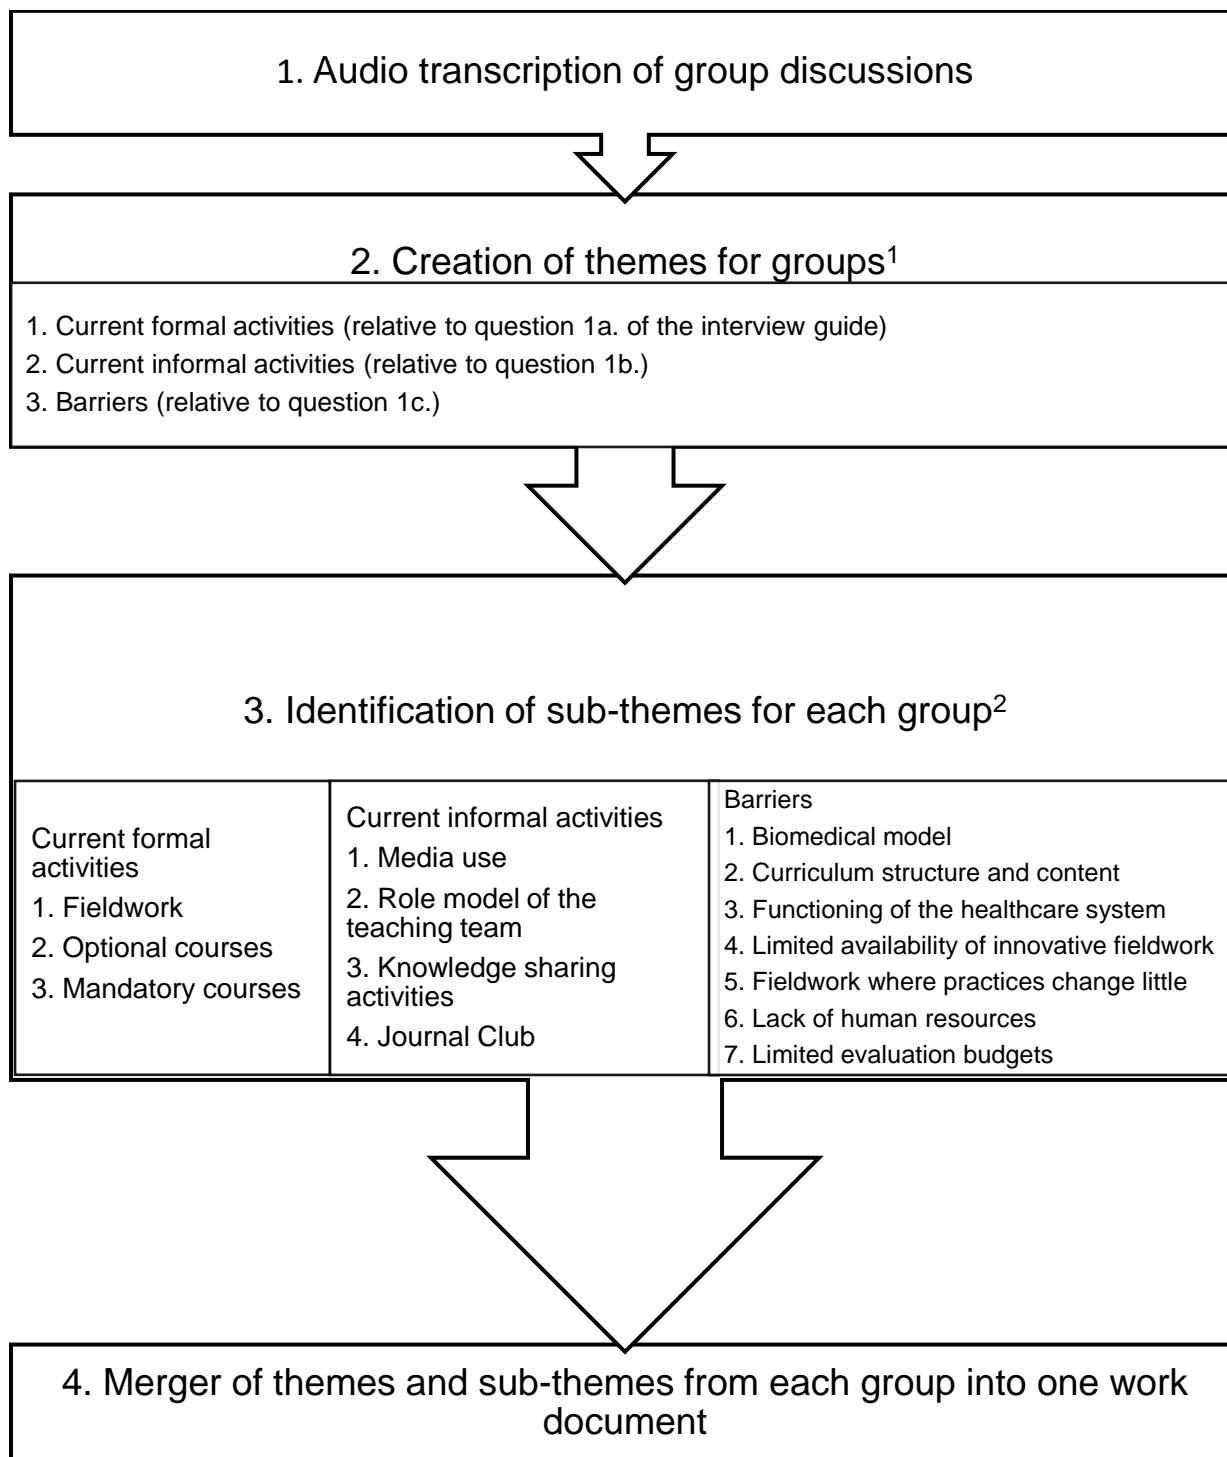 1. Audio transcription of group discussions
2. Creation of themes for groups¹
1. Current formal activities (relative to question 1a. of the interview guide)
2. Current informal activities (relative to question 1b.)
3. Barriers (relative to question 1c.)
3. Identification of sub-themes for each group²
Current formal
activities
1. Fieldwork
2. Optional courses
3. Mandatory courses
Current informal activities
1. Media use
2. Role model of the
teaching team
3. Knowledge sharing
activities
4. Journal Club
Barriers
1. Biomedical model
2. Curriculum structure and content
3. Functioning of the healthcare system
4. Limited availability of innovative fieldwork
5. Fieldwork where practices change little
6. Lack of human resources
7. Limited evaluation budgets
4. Merger of themes and sub-themes from each group into one work
document